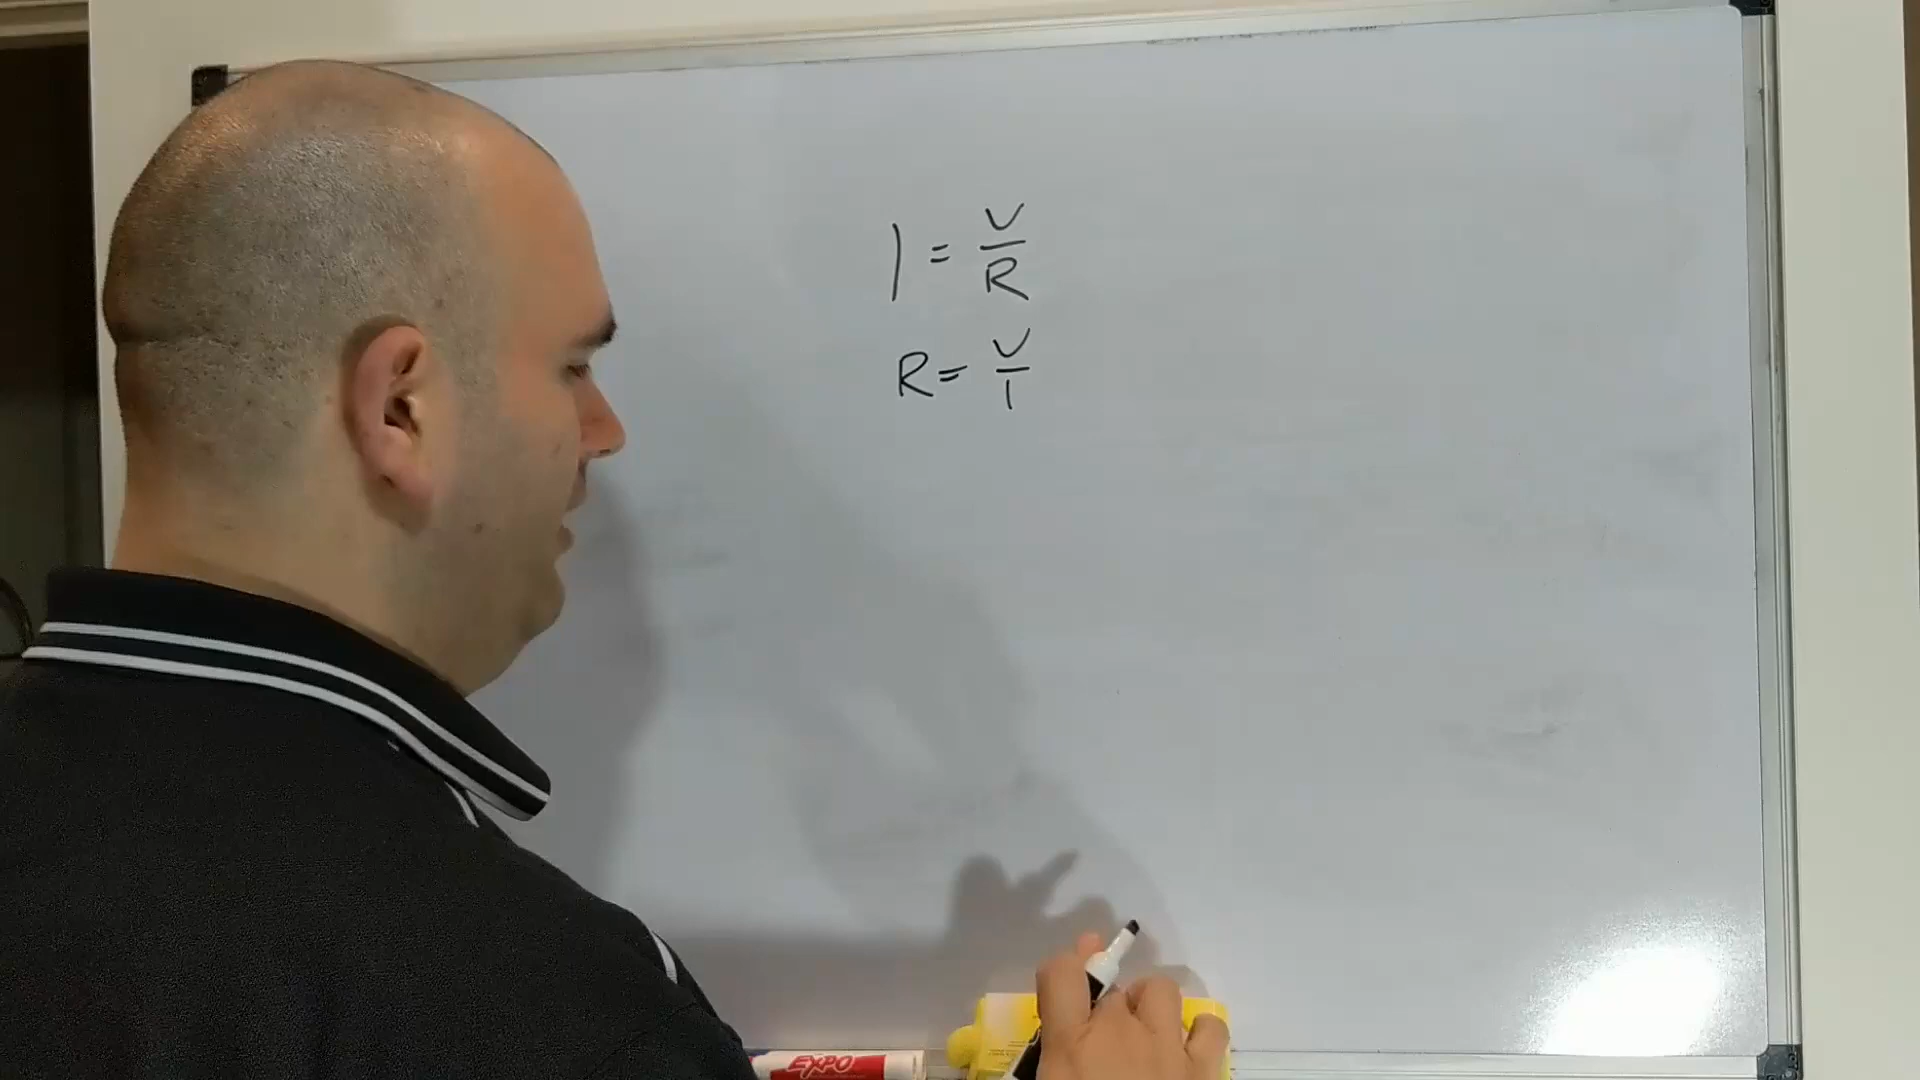 I = V/R
R = V/I
EXPO